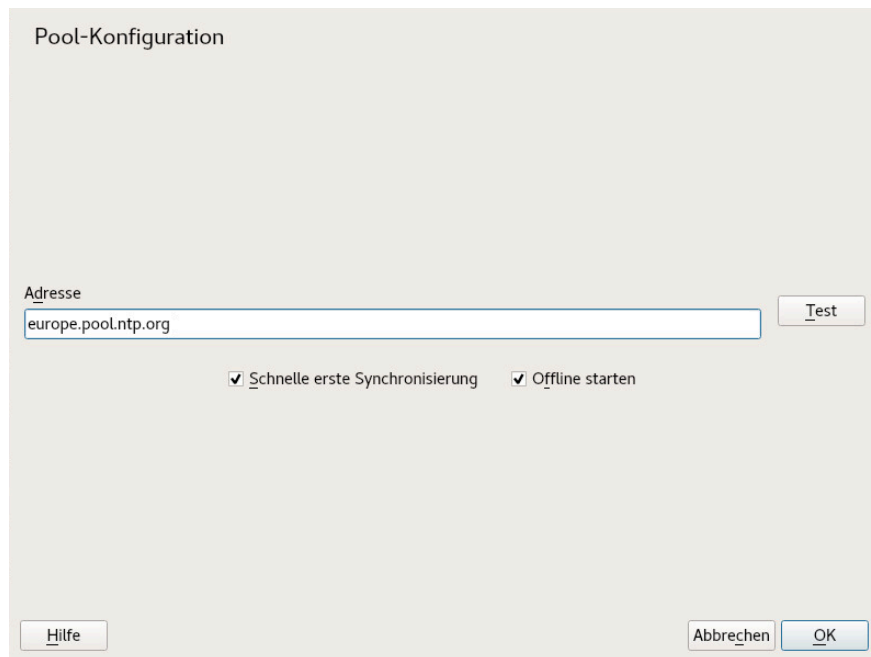 Pool-Konfiguration
Adresse
europe.pool.ntp.org
Test
Schnelle erste Synchronisierung
Offline starten
Hilfe
Abbrechen
OK